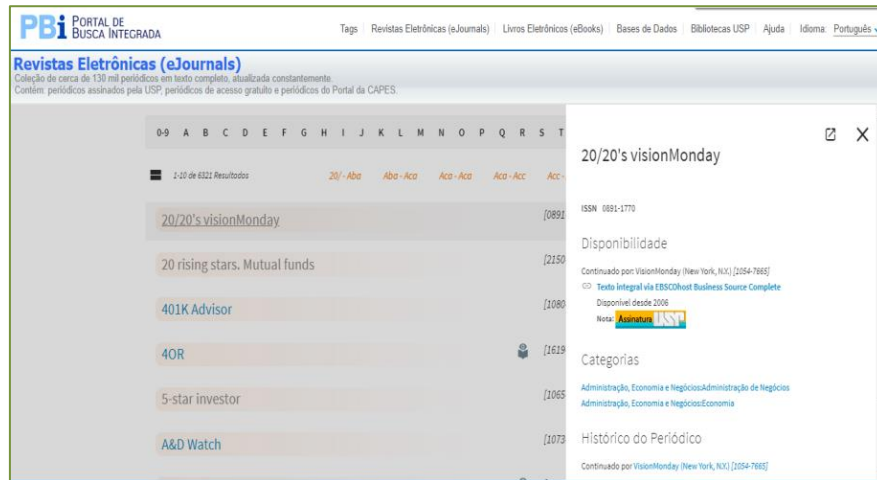 PBi PORTAL DE BUSCA INTEGRADA
Tags Revistas Eletrônicas (eJournals) Livros Eletrônicos (eBooks) Bases de Dados Bibliotecas USP Ajuda Idioma: Português
Revistas Eletrônicas (eJournals)
Coleção de cerca de 130 mil periódicos em texto completo, atualizada constantemente.
Contém: periódicos assinados pela USP, periódicos de acesso gratuito e periódicos do Portal da CAPES.
0-9 A B C D E F G H I J K L M N O P Q R S T
1-10 de 6321 Resultados 20/ - Aba Aba - Aca Aca - Aca Aca - Acc Acc -
20/20's visionMonday [0891
20 rising stars. Mutual funds [2150
401K Advisor [1080
4OR [1619
5-star investor [1065
A&D Watch [1073
20/20's visionMonday
ISSN 0891-1770
Disponibilidade
Continuado por: VisionMonday (New York, N.Y.) [1054-7665]
Texto integral via EBSCOhost Business Source Complete
Disponível desde 2006
Nota: Assinatura USP
Categorias
Administração, Economia e Negócios:Administração de Negócios
Administração, Economia e Negócios:Economia
Histórico do Periódico
Continuado por VisionMonday (New York, N.Y.) [1054-7665]